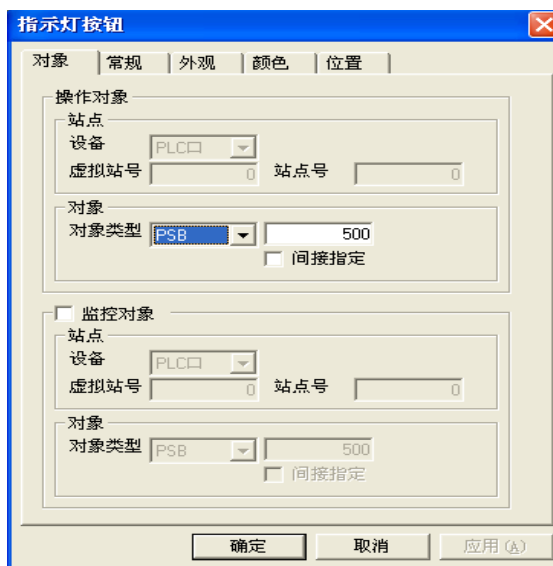 指示灯按钮
对象 常规 外观 颜色 位置
操作对象
站点
设备 PLC口
虚拟站号 0 站点号 0
对象
对象类型 PSB 500
间接指定
监控对象
站点
设备 PLC口
虚拟站号 0 站点号 0
对象
对象类型 PSB 500
间接指定
确定 取消 应用(A)